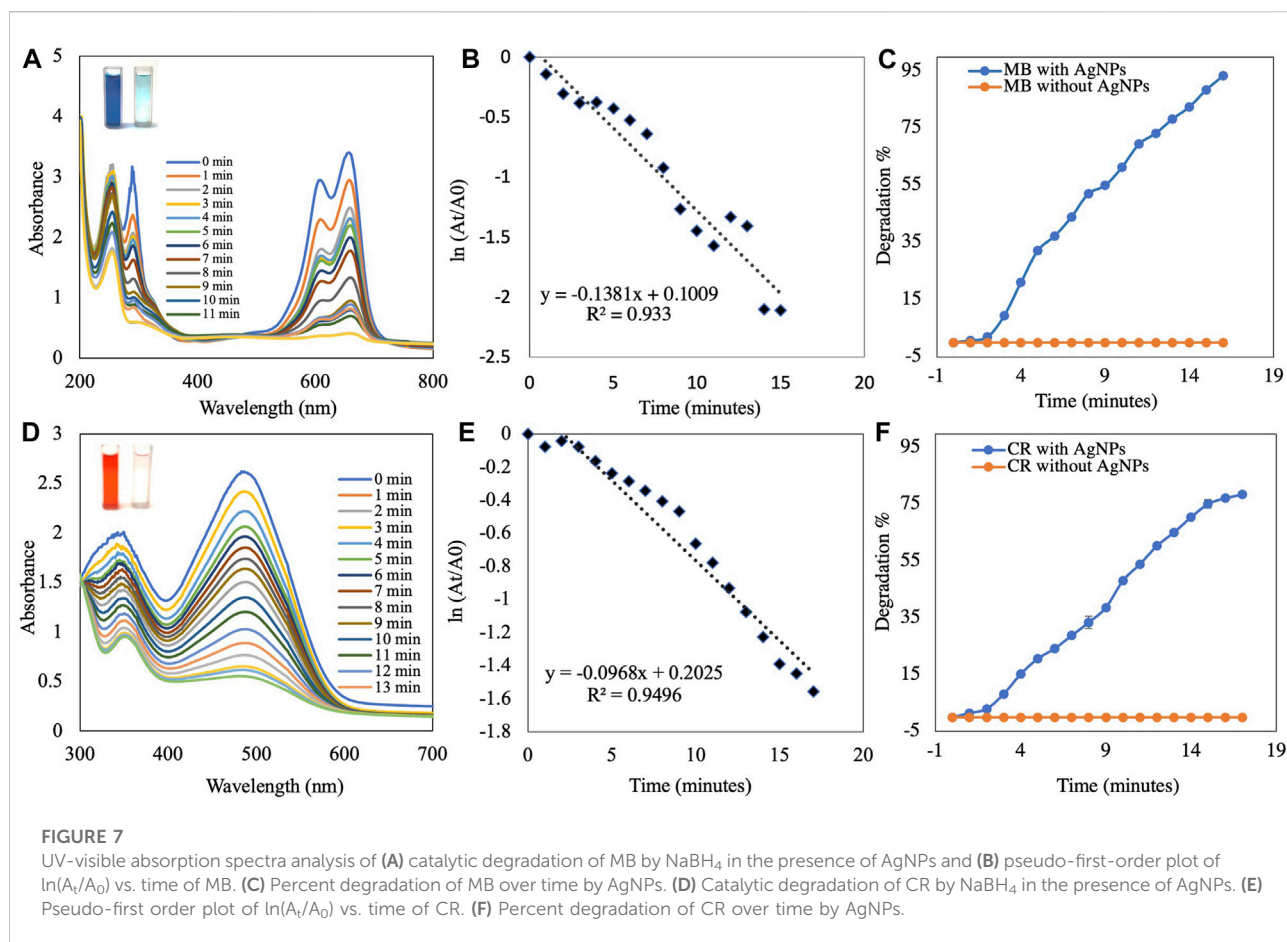 A
5
4
3
2
1
0
Absorbance
0 min
1 min
2 min
3 min
4 min
5 min
6 min
7 min
8 min
9 min
10 min
11 min
200
400
600
800
Wavelength (nm)
B
0
-0.5
-1
-1.5
-2
-2.5
ln (At/A0)
y = -0.1381x + 0.1009
R² = 0.933
0
5
10
15
20
Time (minutes)
C
95
75
55
35
15
-5
Degradation %
MB with AgNPs
MB without AgNPs
-1
4
9
14
19
Time (minutes)
D
3
2.5
2
1.5
1
0.5
0
Absorbance
0 min
1 min
2 min
3 min
4 min
5 min
6 min
7 min
8 min
9 min
10 min
11 min
12 min
13 min
300
400
500
600
700
Wavelength (nm)
E
0
-0.2
-0.4
-0.6
-0.8
-1
-1.2
-1.4
-1.6
-1.8
ln (At/A0)
y = -0.0968x + 0.2025
R² = 0.9496
0
5
10
15
20
Time (minutes)
F
95
75
55
35
15
-5
Degradation %
CR with AgNPs
CR without AgNPs
-1
4
9
14
19
Time (minutes)
FIGURE 7
UV-visible absorption spectra analysis of (A) catalytic degradation of MB by NaBH₄ in the presence of AgNPs and (B) pseudo-first-order plot of
ln(Aₜ/A₀) vs. time of MB. (C) Percent degradation of MB over time by AgNPs. (D) Catalytic degradation of CR by NaBH₄ in the presence of AgNPs. (E)
Pseudo-first order plot of ln(Aₜ/A₀) vs. time of CR. (F) Percent degradation of CR over time by AgNPs.